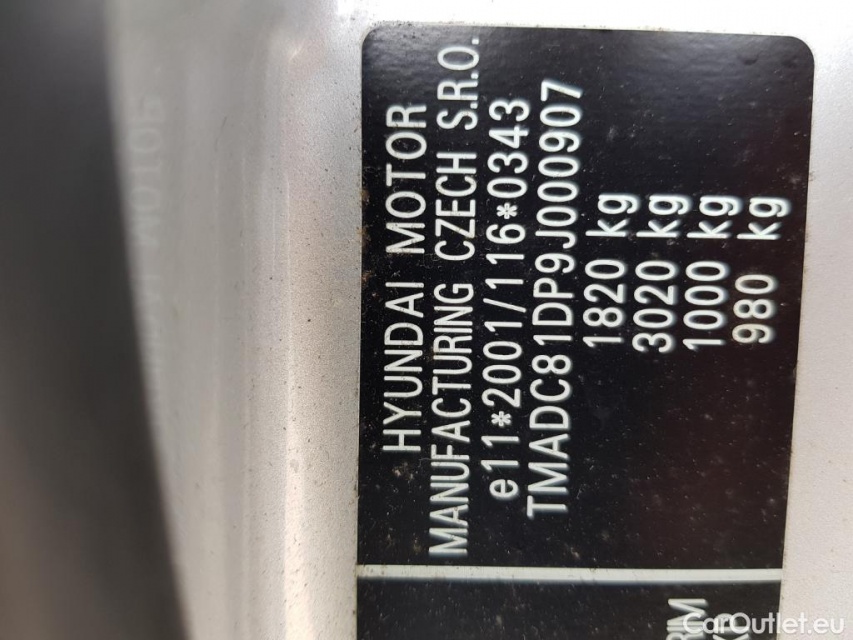 HYUNDAI MOTOR
MANUFACTURING CZECH S.R.O.
e11*2001/116*0343
TMADC81DP9J000907
1820 kg
3020 kg
1000 kg
980 kg
CarOutlet.eu